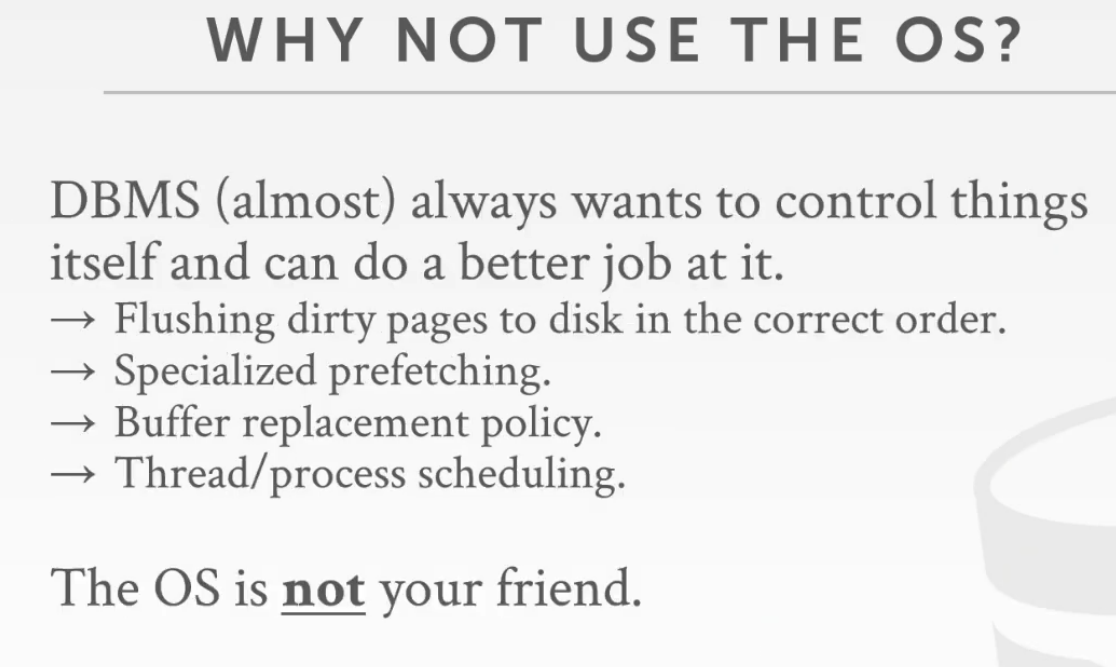 WHY NOT USE THE OS?
DBMS (almost) always wants to control things
itself and can do a better job at it.
→ Flushing dirty pages to disk in the correct order.
→ Specialized prefetching.
→ Buffer replacement policy.
→ Thread/process scheduling.
The OS is not your friend.